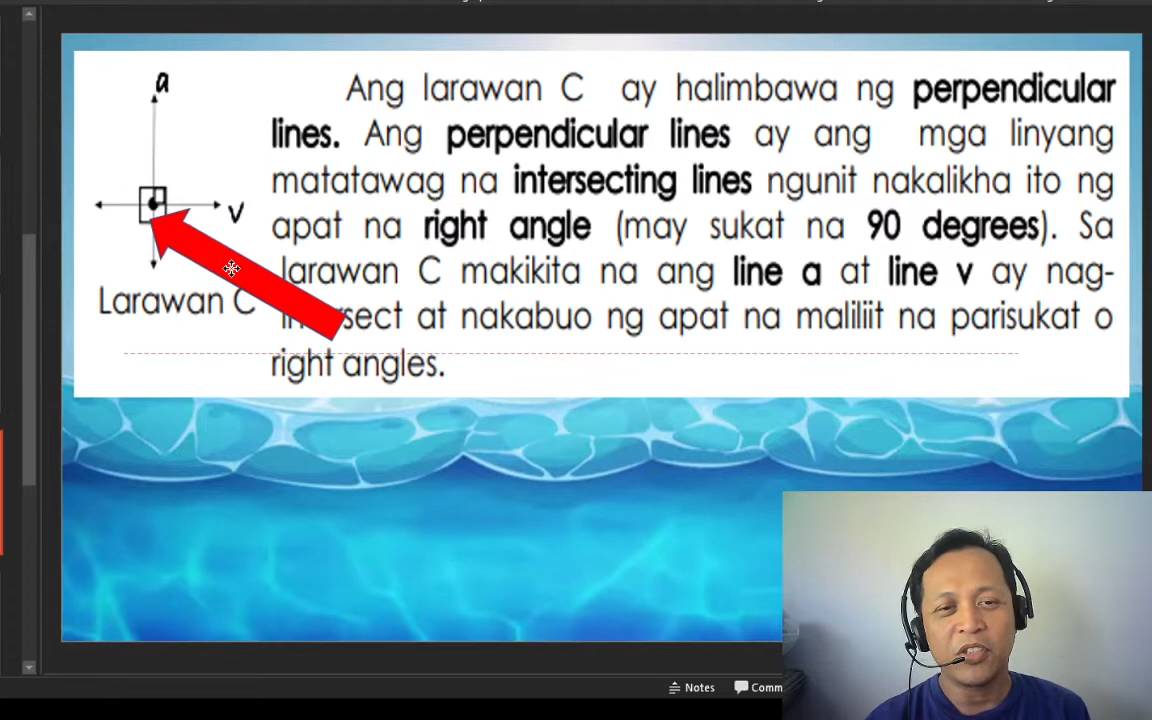 a
V
Larawan C
Ang larawan C ay halimbawa ng perpendicular
lines. Ang perpendicular lines ay ang mga linyang
matatawag na intersecting lines ngunit nakalikha ito ng
apat na right angle (may sukat na 90 degrees). Sa
larawan C makikita na ang line a at line v ay nag-
sect at nakabuo ng apat na maliliit na parisukat o
right angles.
Notes
Comm